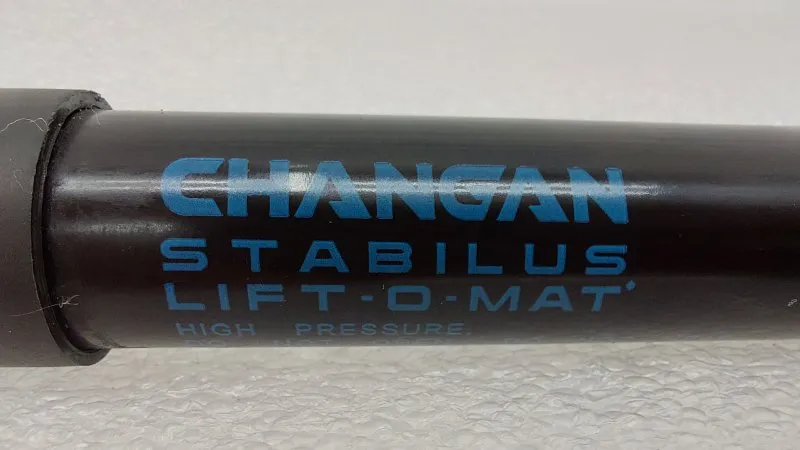 CHANGAN
STABILUS
LIFT-O-MAT
HIGH PRESSURE,